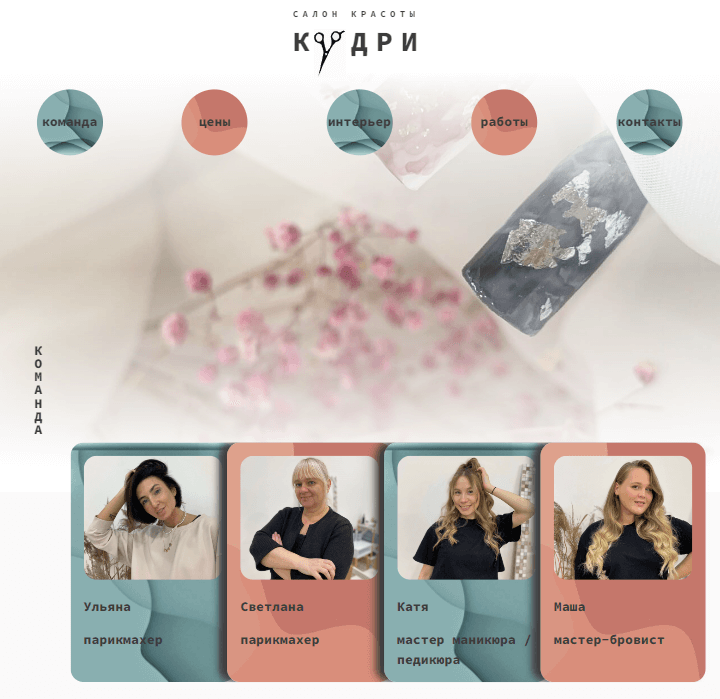 САЛОН КРАСОТЫ
КУДРИ
команда
цены
интерьер
работы
контакты
КОМАНДА
Ульяна
парикмахер
Светлана
парикмахер
Катя
мастер маникюра /
педикюра
Маша
мастер-бровист